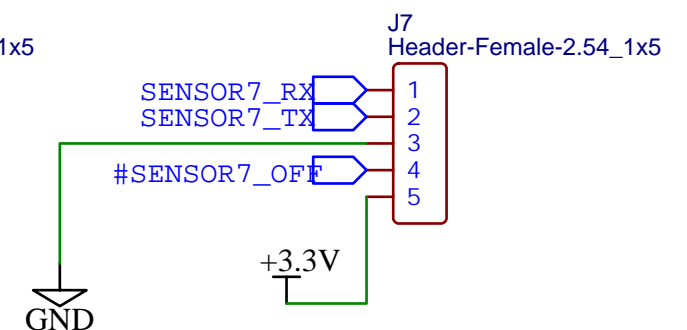 J7
1x5
Header-Female-2.54_1x5
SENSOR7_RX
1
SENSOR7_TX
2
3
#SENSOR7_OFF
4
5
+3.3V
GND